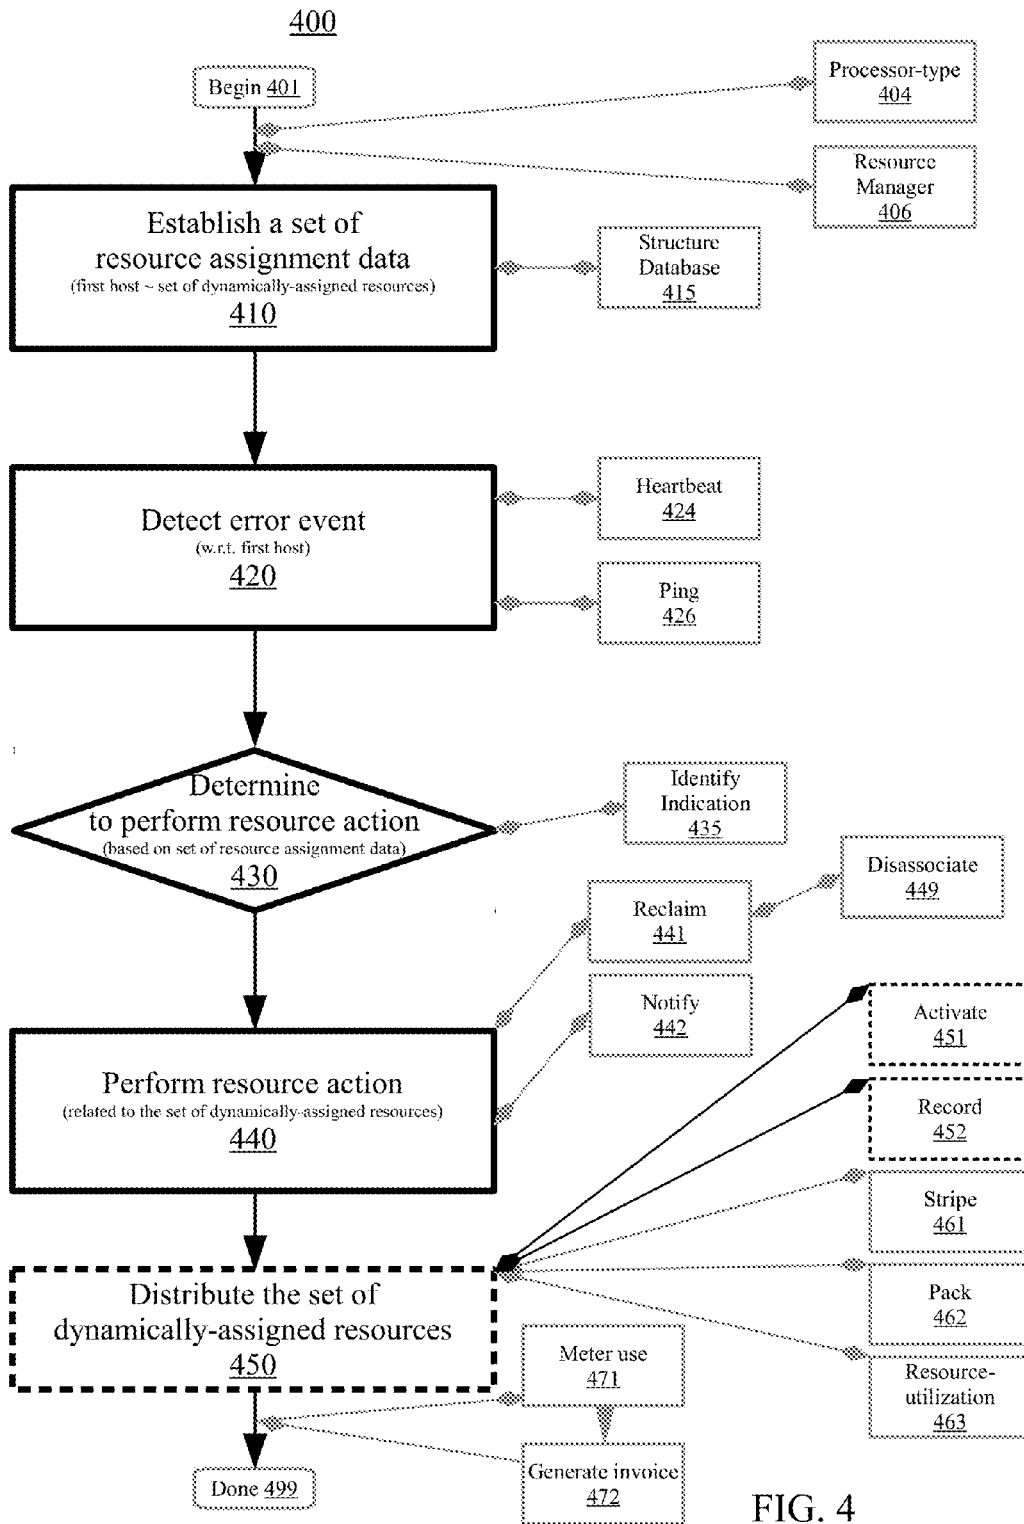 400
Begin 401
Processor-type
404
Resource
Manager
406
Establish a set of
resource assignment data
(first host ~ set of dynamically-assigned resources)
410
Structure
Database
415
Detect error event
(w.r.t. first host)
420
Heartbeat
424
Ping
426
Determine
to perform resource action
(based on set of resource assignment data)
430
Identify
Indication
435
Disassociate
449
Reclaim
441
Notify
442
Perform resource action
(related to the set of dynamically-assigned resources)
440
Activate
451
Record
452
Stripe
461
Pack
462
Resource-
utilization
463
Distribute the set of
dynamically-assigned resources
450
Meter use
471
Generate invoice
472
Done 499
FIG. 4